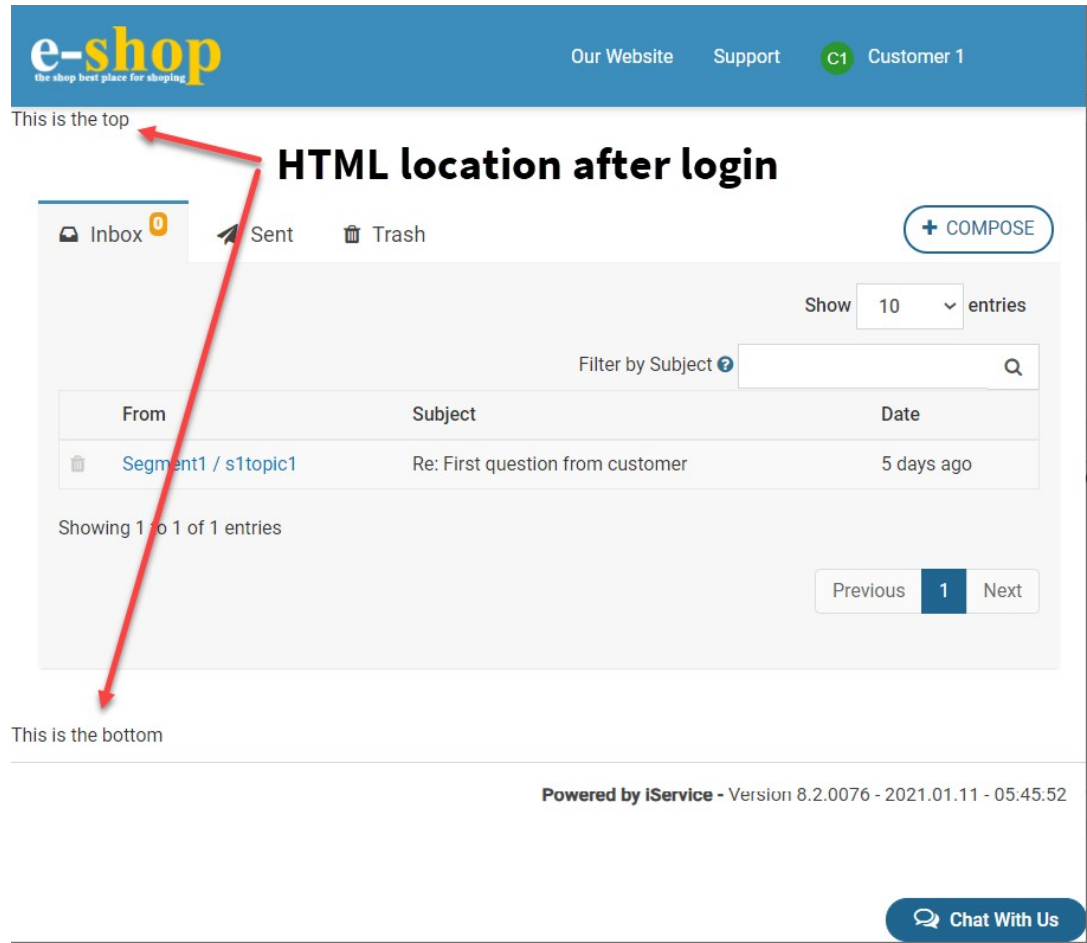 e-shop
the shop best place for shoping
Our Website Support C1 Customer 1
This is the top
HTML location after login
Inbox 0 Sent Trash + COMPOSE
Show 10 entries
Filter by Subject
From Subject Date
Segment1 / s1topic1 Re: First question from customer 5 days ago
Showing 1 to 1 of 1 entries
Previous 1 Next
This is the bottom
Powered by iService - Version 8.2.0076 - 2021.01.11 - 05:45:52
Chat With Us